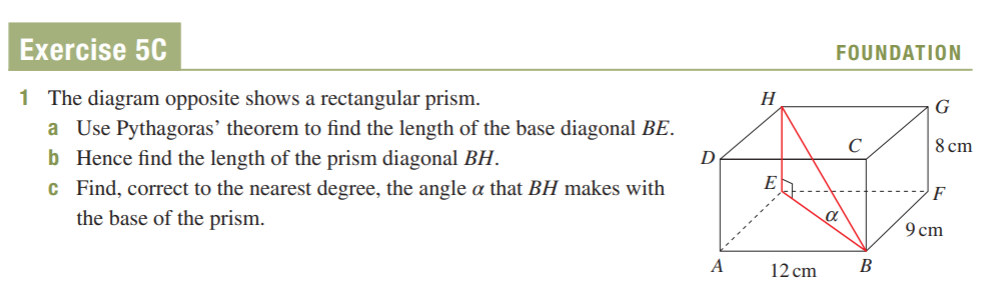 Exercise 5C
FOUNDATION
1 The diagram opposite shows a rectangular prism.
a Use Pythagoras’ theorem to find the length of the base diagonal BE.
b Hence find the length of the prism diagonal BH.
c Find, correct to the nearest degree, the angle α that BH makes with
the base of the prism.
H
G
C
8 cm
D
E
F
α
9 cm
A
12 cm
B